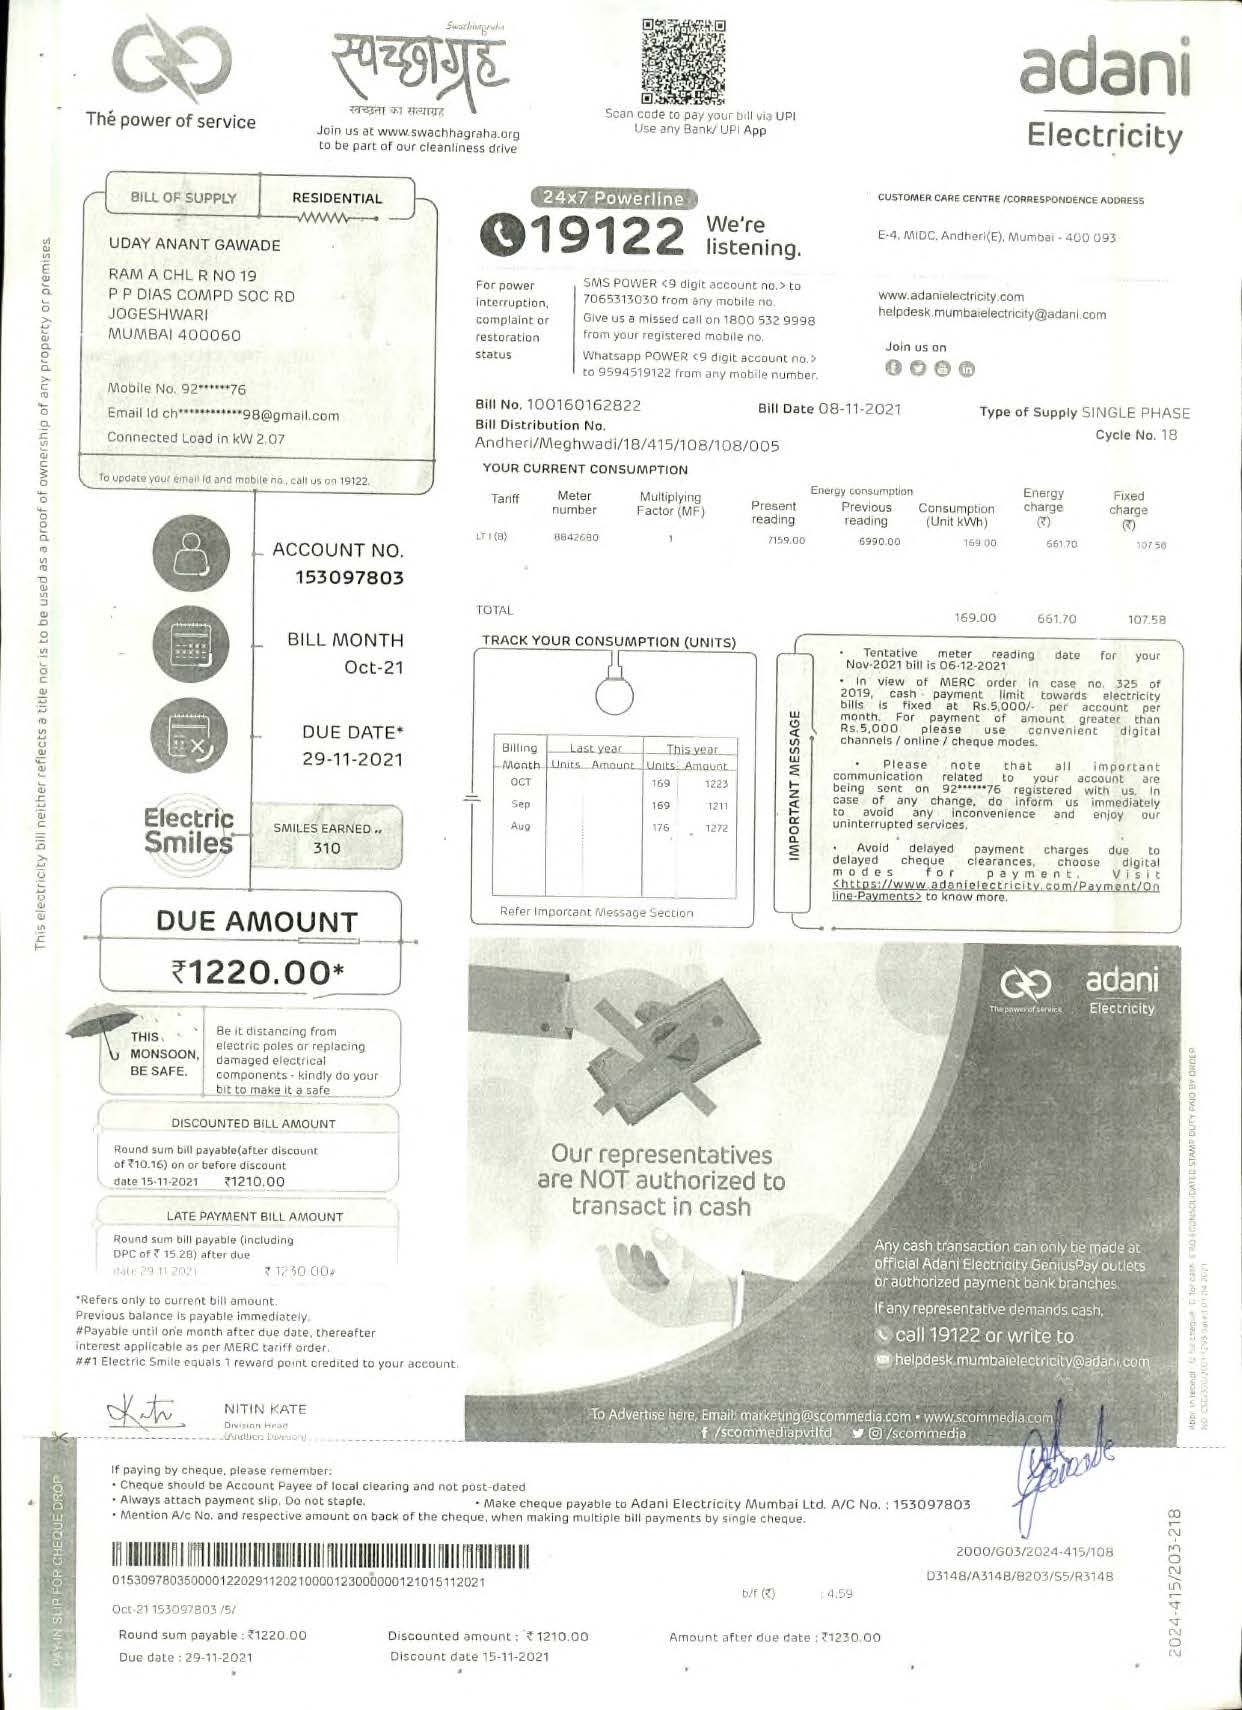 The power of service
Swachhagraha
स्वच्छाग्रह
स्वच्छता का सत्याग्रह
Join us at www.swachhagraha.org
to be part of our cleanliness drive
Scan code to pay your bill via UPI
Use any Bank/ UPI App
adani
Electricity
BILL OF SUPPLY
RESIDENTIAL
UDAY ANANT GAWADE
RAM A CHL R NO 19
P P DIAS COMPD SOC RD
JOGESHWARI
MUMBAI 400060
Mobile No. 92******76
Email Id ch************98@gmail.com
Connected Load in kW 2.07
To update your email Id and mobile no., call us on 19122.
24x7 Powerline
19122 We're
listening.
For power
interruption,
complaint or
restoration
status
SMS POWER <9 digit account no.> to
7065313030 from any mobile no.
Give us a missed call on 1800 532 9998
from your registered mobile no.
Whatsapp POWER <9 digit account no.>
to 9594519122 from any mobile number.
CUSTOMER CARE CENTRE /CORRESPONDENCE ADDRESS
E-4, MIDC, Andheri(E), Mumbai - 400 093
www.adanielectricity.com
helpdesk.mumbaielectricity@adani.com
Join us on
Bill No. 100160162822
Bill Date 08-11-2021
Type of Supply SINGLE PHASE
Bill Distribution No.
Cycle No. 18
Andheri/Meghwadi/18/415/108/108/005
YOUR CURRENT CONSUMPTION
Tariff Meter number Multiplying Factor (MF) Energy consumption Present reading Previous reading Consumption (Unit kWh) Energy charge (₹) Fixed charge (₹)
LT I (B) 8842680 1 7159.00 6990.00 169.00 661.70 107.58
TOTAL 169.00 661.70 107.58
ACCOUNT NO.
153097803
BILL MONTH
Oct-21
DUE DATE*
29-11-2021
Electric
Smiles
SMILES EARNED ..
310
DUE AMOUNT
₹1220.00*
THIS
MONSOON,
BE SAFE.
Be it distancing from
electric poles or replacing
damaged electrical
components - kindly do your
bit to make it a safe
DISCOUNTED BILL AMOUNT
Round sum bill payable(after discount
of ₹10.16) on or before discount
date 15-11-2021 ₹1210.00
LATE PAYMENT BILL AMOUNT
Round sum bill payable (including
DPC of ₹ 15.28) after due
date 29-11-2021 ₹ 1230.00#
*Refers only to current bill amount.
Previous balance is payable immediately.
#Payable until one month after due date, thereafter
interest applicable as per MERC tariff order.
##1 Electric Smile equals 1 reward point credited to your account.
NITIN KATE
Division Head
(Andheri Division)
TRACK YOUR CONSUMPTION (UNITS)
Billing Last year This year
Month Units Amount Units Amount
OCT 169 1223
Sep 169 1211
Aug 176 1272
Refer Important Message Section
IMPORTANT MESSAGE
• Tentative meter reading date for your
Nov-2021 bill is 06-12-2021
• In view of MERC order in case no. 325 of
2019, cash payment limit towards electricity
bills is fixed at Rs.5,000/- per account per
month. For payment of amount greater than
Rs.5,000 please use convenient digital
channels / online / cheque modes.
• Please note that all important
communication related to your account are
being sent on 92******76 registered with us. In
case of any change, do inform us immediately
to avoid any inconvenience and enjoy our
uninterrupted services.
• Avoid delayed payment charges due to
delayed cheque clearances, choose digital
modes for payment. Visit
<https://www.adanielectricity.com/Payment/On
line-Payments> to know more.
The power of service
adani
Electricity
Our representatives
are NOT authorized to
transact in cash
Any cash transaction can only be made at
official Adani Electricity GeniusPay outlets
or authorized payment bank branches.
If any representative demands cash,
call 19122 or write to
helpdesk.mumbaielectricity@adani.com
To Advertise here, Email: marketing@scommedia.com • www.scommedia.com
/scommediapvtltd /scommedia
This electricity bill neither reflects a title nor is to be used as a proof of ownership of any property or premises.
PAY-IN SLIP FOR CHEQUE DROP
If paying by cheque, please remember:
• Cheque should be Account Payee of local clearing and not post-dated
• Always attach payment slip. Do not staple.
• Make cheque payable to Adani Electricity Mumbai Ltd. A/C No. : 153097803
• Mention A/c No. and respective amount on back of the cheque, when making multiple bill payments by single cheque.
2000/G03/2024-415/108
D3148/A3148/B203/S5/R3148
b/f (₹) : 4.59
Oct-21 153097803 /5/
Round sum payable : ₹1220.00
Discounted amount : ₹ 1210.00
Amount after due date : ₹1230.00
Due date : 29-11-2021
Discount date 15-11-2021
2024-415/203-218